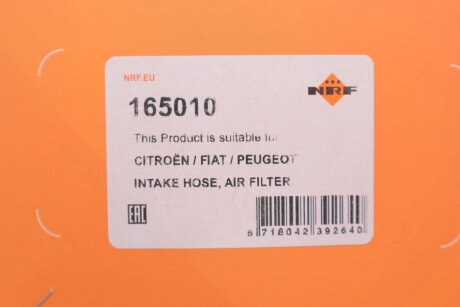 NRF.EU
NRF
165010
This Product is suitable for
CITROËN / FIAT / PEUGEOT
INTAKE HOSE, AIR FILTER
EAC
8 718042 392640